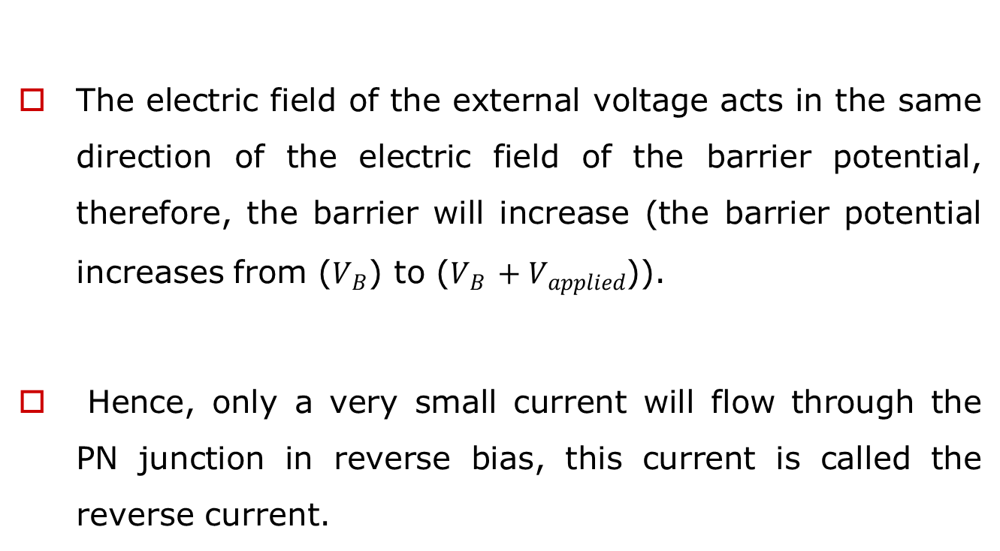 The electric field of the external voltage acts in the same
direction of the electric field of the barrier potential,
therefore, the barrier will increase (the barrier potential
increases from (V_B) to (V_B + V_applied)).
Hence, only a very small current will flow through the
PN junction in reverse bias, this current is called the
reverse current.